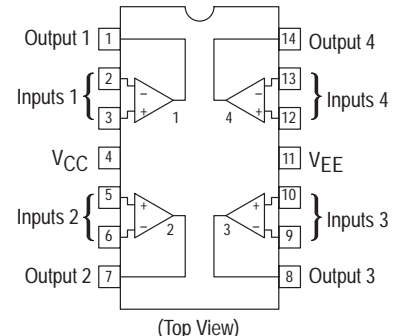 Output 1 1 14 Output 4
Inputs 1 { 2 − − 13 } Inputs 4
3 + 1 4 + 12
VCC 4 11 VEE
Inputs 2 { 5 + + 10 } Inputs 3
6 − 2 3 − 9
Output 2 7 8 Output 3
(Top View)